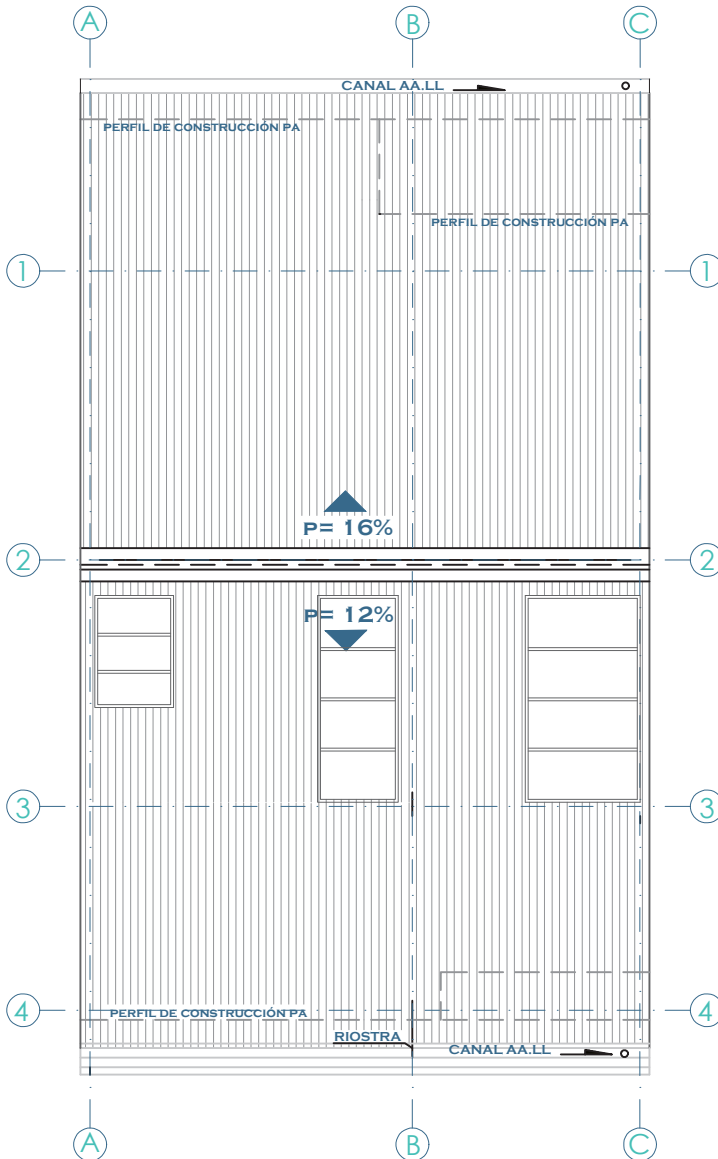 A B C
CANAL AA.LL
PERFIL DE CONSTRUCCIÓN PA
PERFIL DE CONSTRUCCIÓN PA
1 1
P= 16%
2 2
P= 12%
3 3
4 4
PERFIL DE CONSTRUCCIÓN PA
RIOSTRA
CANAL AA.LL
A B C